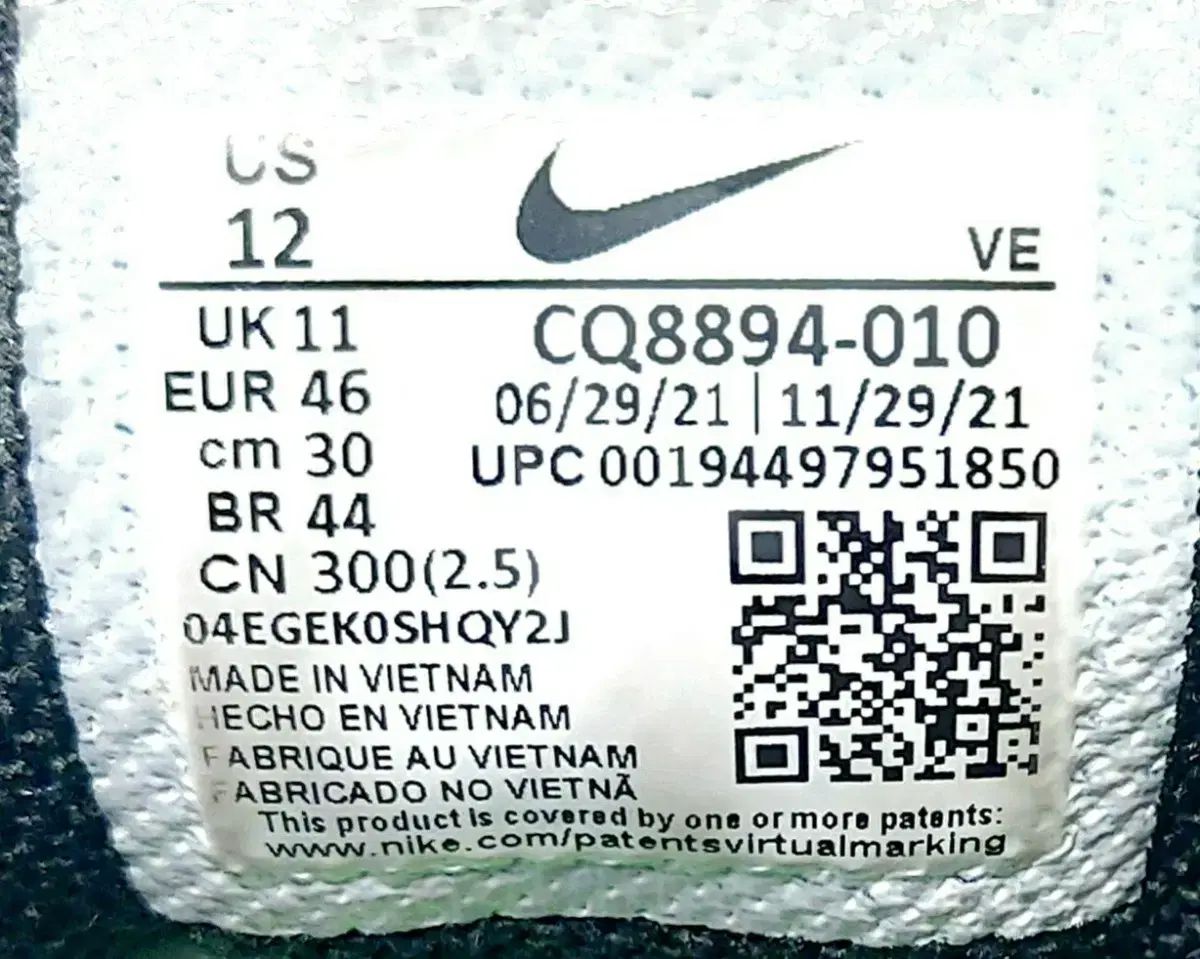 US
12
VE
UK 11
EUR 46
cm 30
BR 44
CN 300(2.5)
CQ8894-010
06/29/21 | 11/29/21
UPC 00194497951850
04EGEK0SHQY2J
MADE IN VIETNAM
HECHO EN VIETNAM
FABRIQUE AU VIETNAM
FABRICADO NO VIETNÃ
This product is covered by one or more patents:
www.nike.com/patentsvirtualmarking